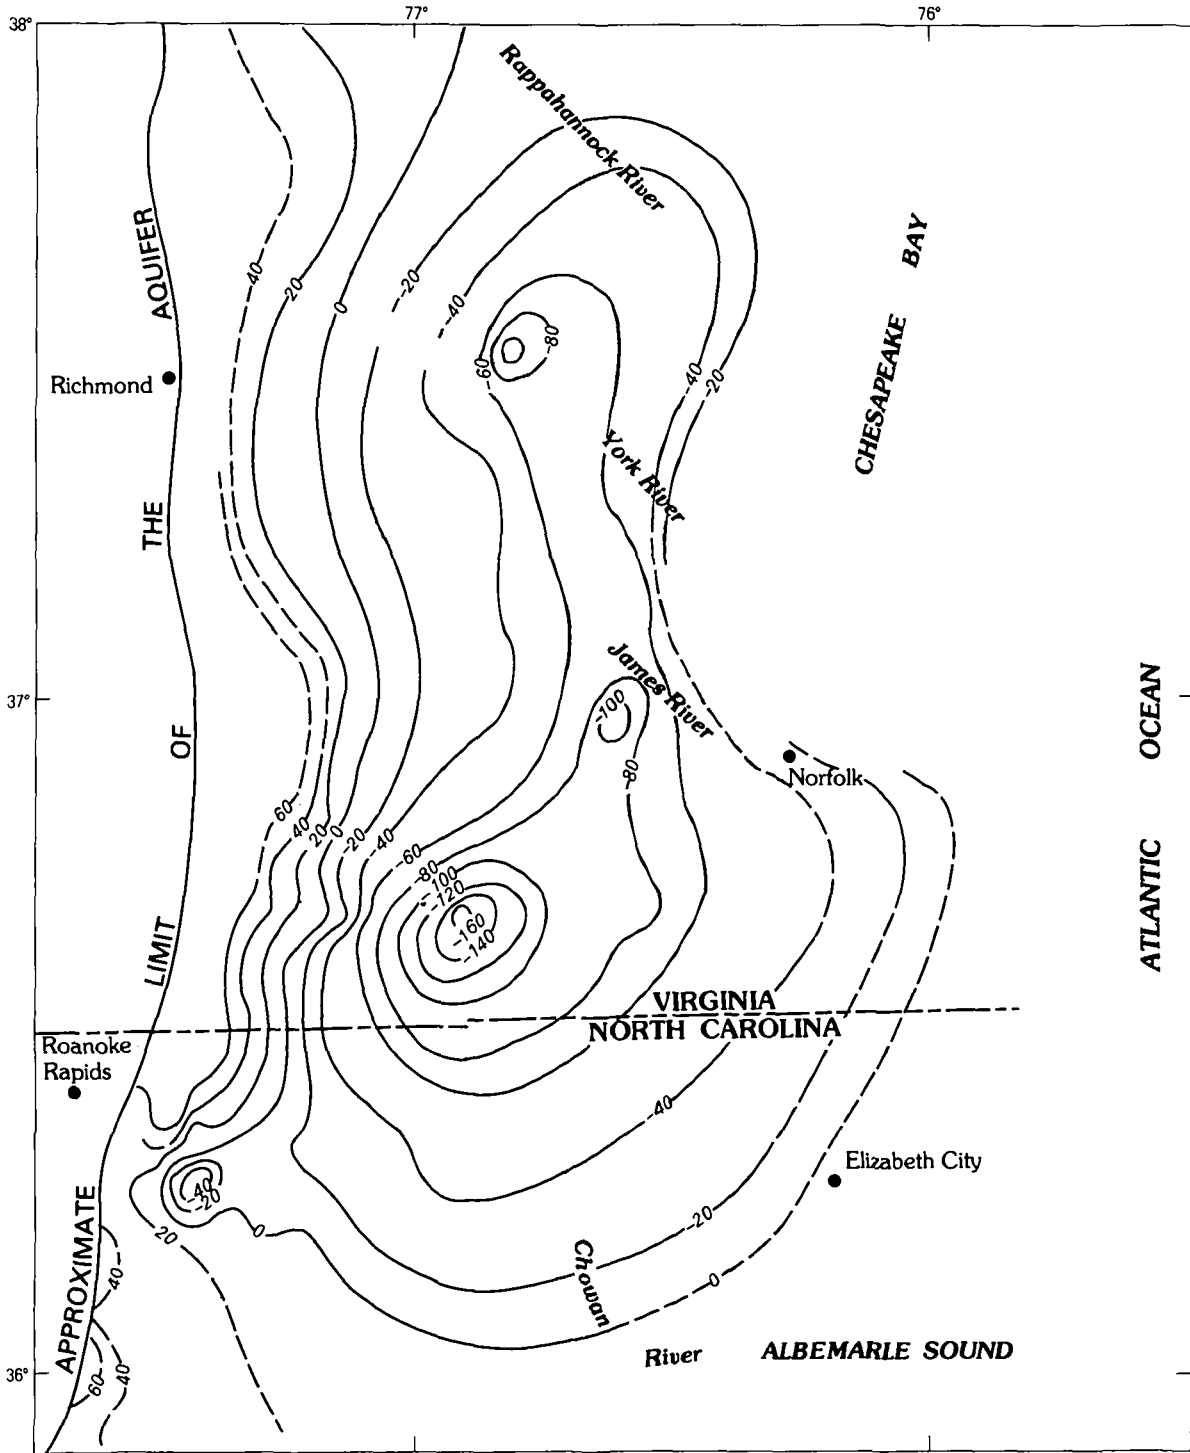 38°
77°
76°
Rappahannock River
AQUIFER
CHESAPEAKE BAY
40
20
0
-20
-40
-60
-80
-40
-20
Richmond
York River
THE
James River
37°
-100
OF
ATLANTIC OCEAN
Norfolk
-80
60
40
20
0
-20
-40
-60
-80
-100
-120
-160
-140
LIMIT
VIRGINIA
NORTH CAROLINA
Roanoke
Rapids
-40
Elizabeth City
-40
-20
20
0
-20
APPROXIMATE
Chowan
River
0
40
ALBEMARLE SOUND
36°
60
40